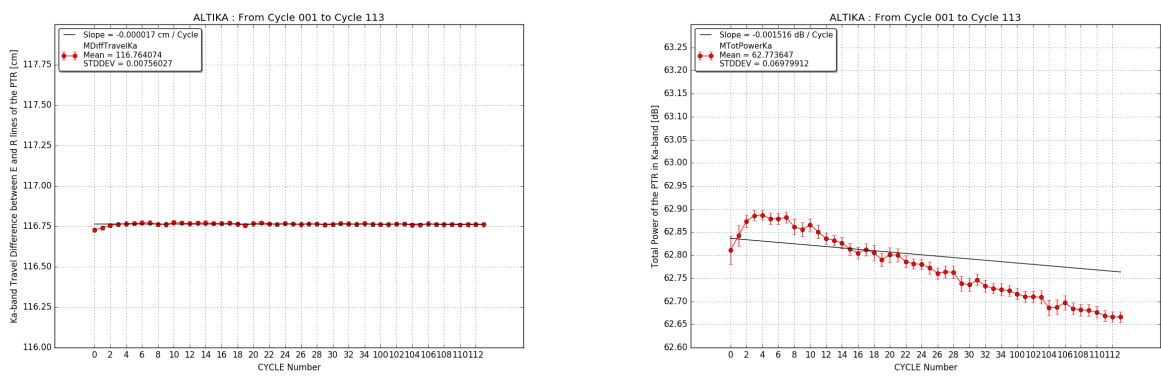 ALTIKA : From Cycle 001 to Cycle 113
Slope = -0.000017 cm / Cycle
MDiffTravelKa
Mean = 116.764074
STDDEV = 0.00756027
Ka-band Travel Difference between E and R lines of the PTR [cm]
117.75
117.50
117.25
117.00
116.75
116.50
116.25
116.00
0 2 4 6 8 10 12 14 16 18 20 22 24 26 28 30 32 34 100 102 104 106 108 110 112
CYCLE Number
ALTIKA : From Cycle 001 to Cycle 113
Slope = -0.001516 dB / Cycle
MTotPowerKa
Mean = 62.773647
STDDEV = 0.06979912
Total Power of the PTR in Ka-band [dB]
63.25
63.20
63.15
63.10
63.05
63.00
62.95
62.90
62.85
62.80
62.75
62.70
62.65
62.60
0 2 4 6 8 10 12 14 16 18 20 22 24 26 28 30 32 34 100 102 104 106 108 110 112
CYCLE Number